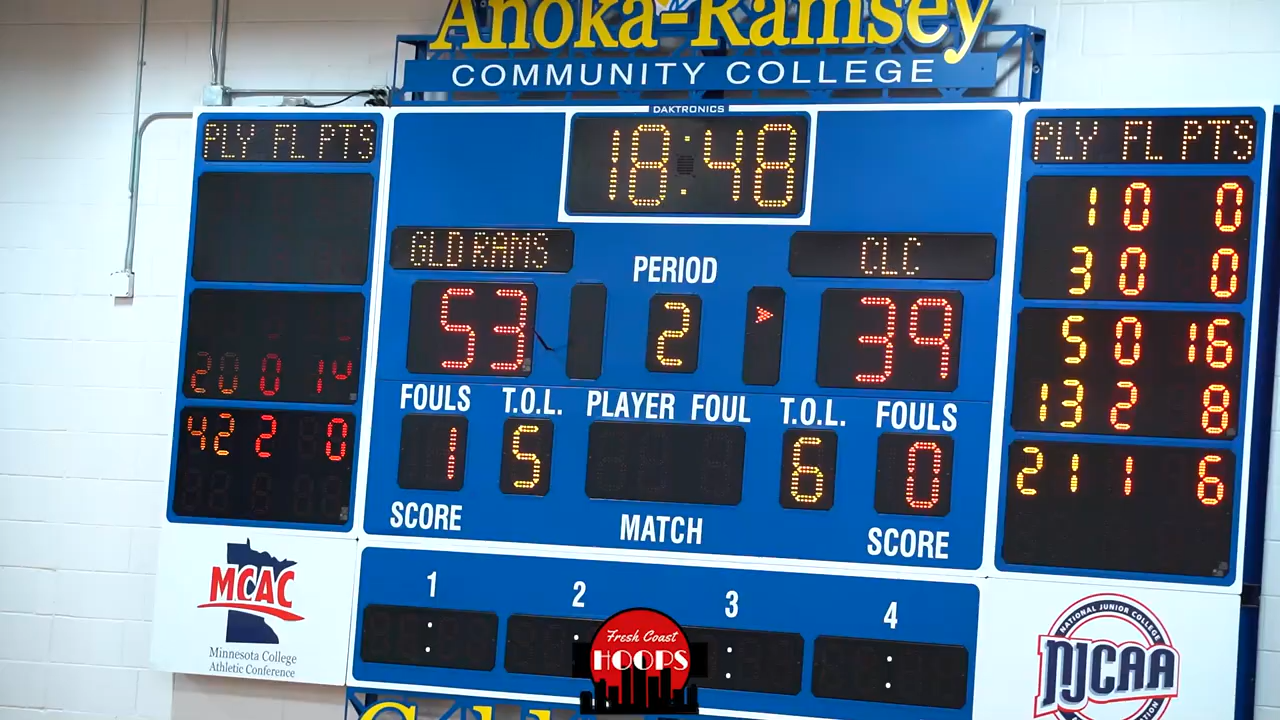 Anoka-Ramsey
COMMUNITY COLLEGE
DAKTRONICS
PLY FL PTS
18:48
PLY FL PTS
GLD RAMS
PERIOD
CLC
53
2
39
1 0 0
3 0 0
5 0 16
13 2 8
21 1 6
20 0
42 2 0
FOULS T.O.L. PLAYER FOUL T.O.L. FOULS
1 5 6 0
SCORE MATCH SCORE
1 2 3 4
MCAC
Minnesota College
Athletic Conference
Fresh Coast
HOOPS
NATIONAL JUNIOR COLLEGE
NJCAA